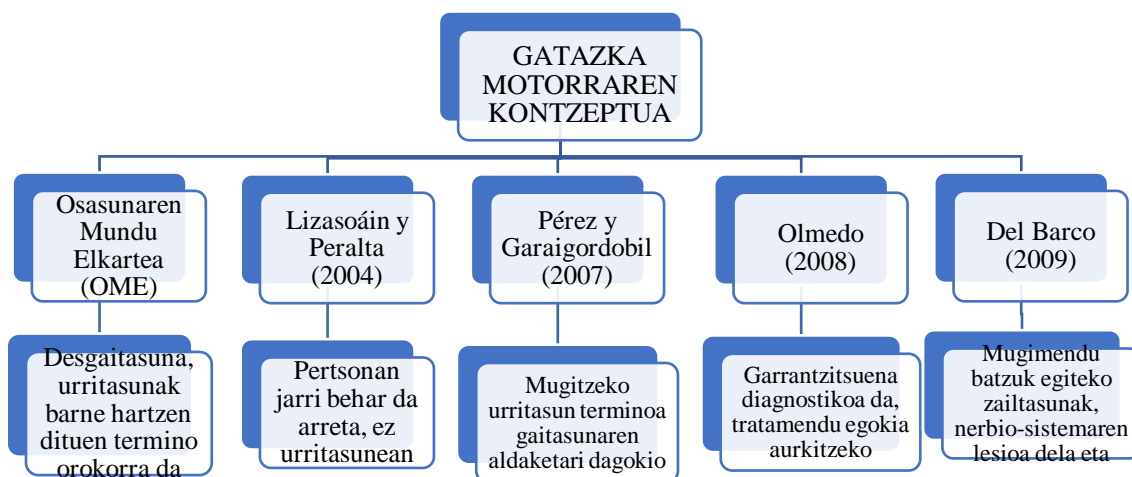 GATAZKA
MOTORRAREN
KONTZEPTUA
Osasunaren
Mundu
Elkartea
(OME)
Lizasoáin y
Peralta
(2004)
Pérez y
Garaigordobil
(2007)
Olmedo
(2008)
Del Barco
(2009)
Desgaitasuna,
urritasunak
barne hartzen
dituen termino
orokorra da
Pertsonan
jarri behar da
arreta, ez
urritasunean
Mugitzeko
urritasun terminoa
gaitasunaren
aldaketari dagokio
Garrantzitsuena
diagnostikoa da,
tratamendu egokia
aurkitzeko
Mugimendu
batzuk egiteko
zailtasunak,
nerbio-sistemaren
lesioa dela eta